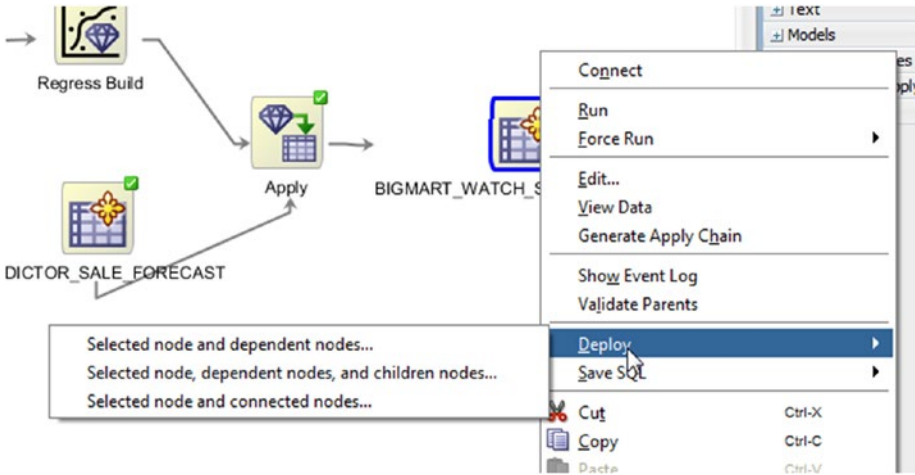 Text
Models
Regress Build
Apply
BIGMART_WATCH_S
DICTOR_SALE_FORECAST
Connect
Run
Force Run
Edit...
View Data
Generate Apply Chain
Show Event Log
Validate Parents
Deploy
Save SQL
Cut Ctrl-X
Copy Ctrl-C
Paste Ctrl-V
Selected node and dependent nodes...
Selected node, dependent nodes, and children nodes...
Selected node and connected nodes...
es